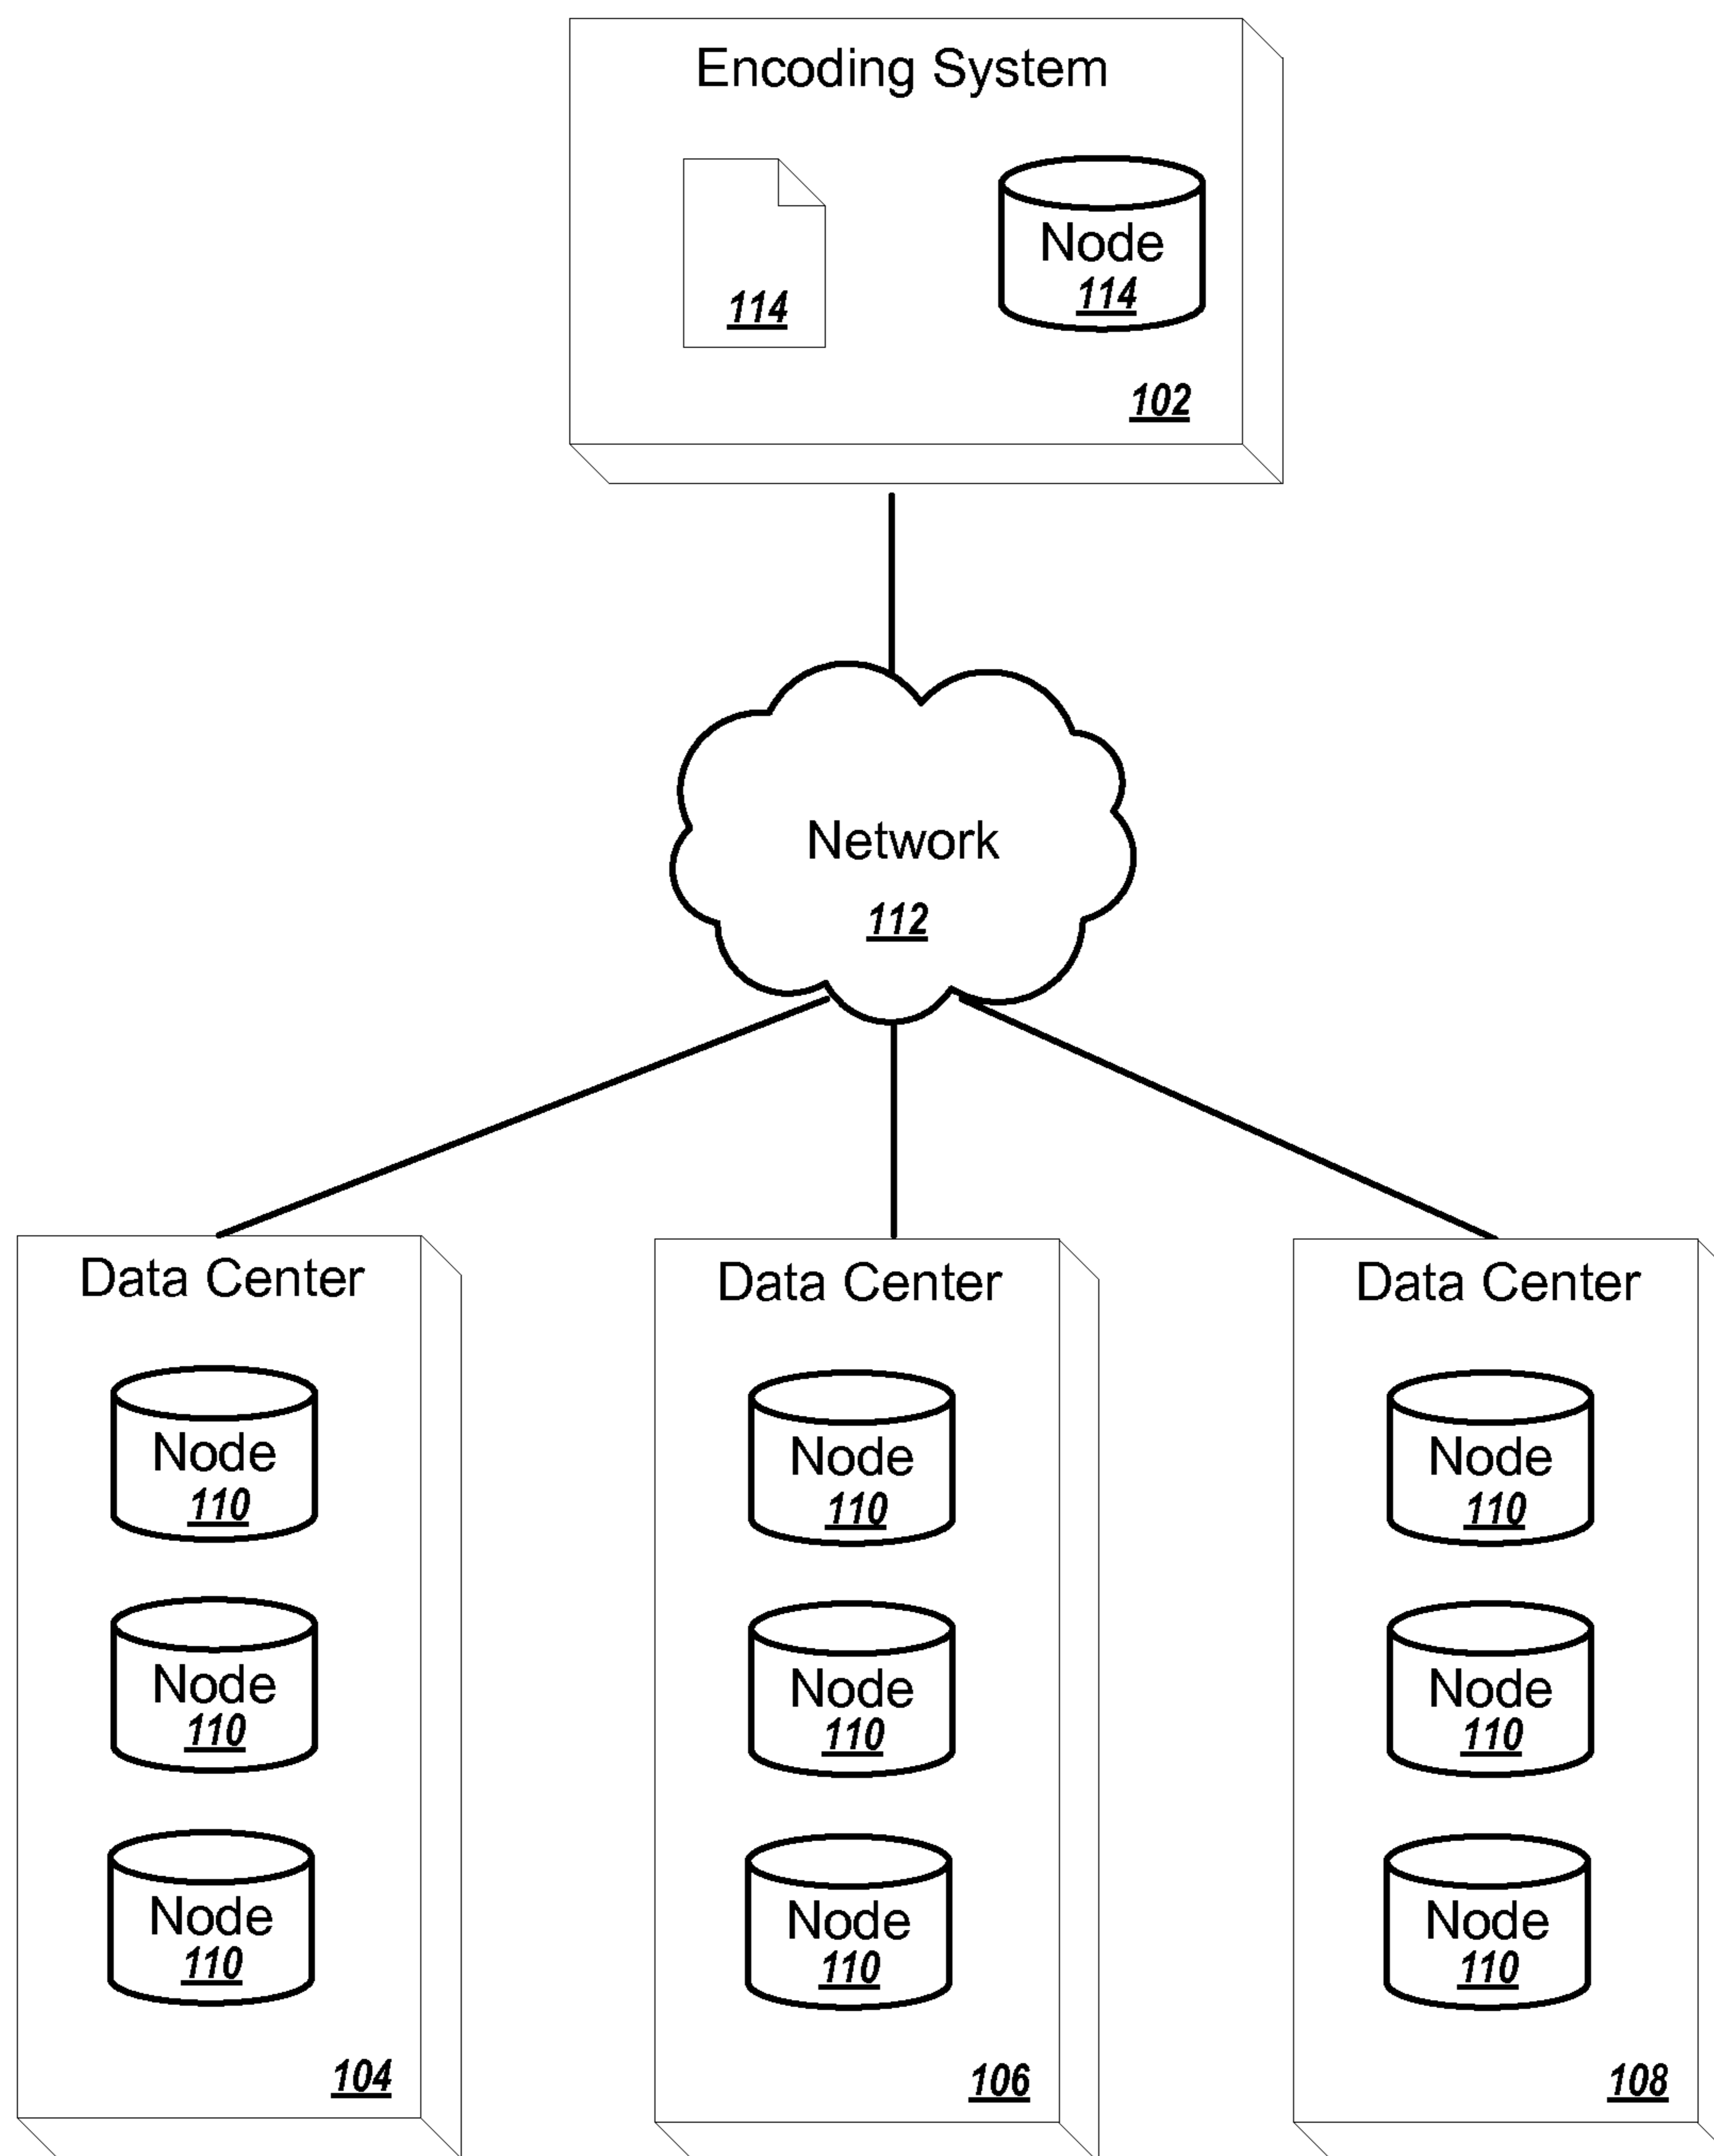 Encoding System
114
Node
114
102
Network
112
Data Center
Node
110
Node
110
Node
110
104
Data Center
Node
110
Node
110
Node
110
106
Data Center
Node
110
Node
110
Node
110
108